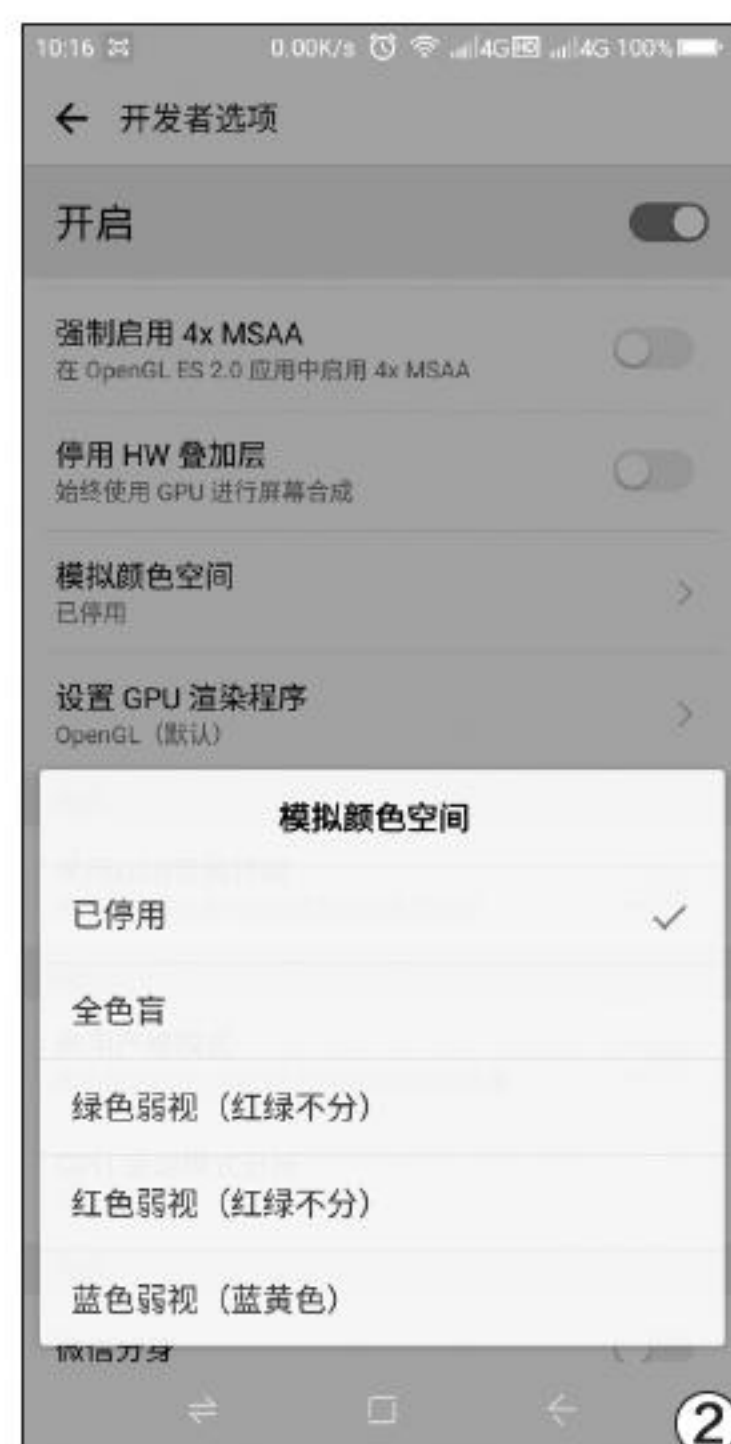 10:16 0.00K/s 4G HD 4G 100%
← 开发者选项
开启
强制启用 4x MSAA
在 OpenGL ES 2.0 应用中启用 4x MSAA
停用 HW 叠加层
始终使用 GPU 进行屏幕合成
模拟颜色空间
已停用
设置 GPU 渲染程序
OpenGL（默认）
模拟颜色空间
已停用
全色盲
绿色弱视（红绿不分）
红色弱视（红绿不分）
蓝色弱视（蓝黄色）
微信分身
②